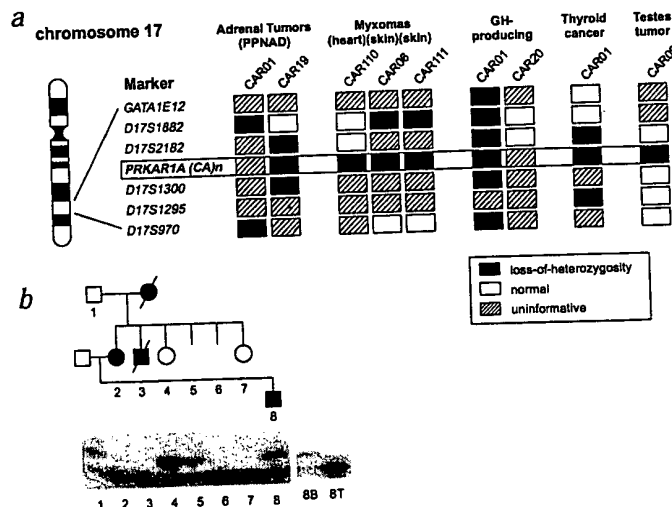 a
chromosome 17
Adrenal Tumors
(PPNAD)
Myxomas
(heart)(skin)(skin)
GH-
producing
Thyroid
cancer
Testes
tumor
Marker
CAR01
CAR19
CAR110
CAR06
CAR111
CAR01
CAR20
CAR01
GATA1E12
D17S1882
D17S2182
PRKAR1A (CA)n
D17S1300
D17S1295
D17S970
loss-of-heterozygosity
normal
uninformative
b
1
2 3 4 5 6 7
8
1 2 3 4 5 6 7 8 8B 8T